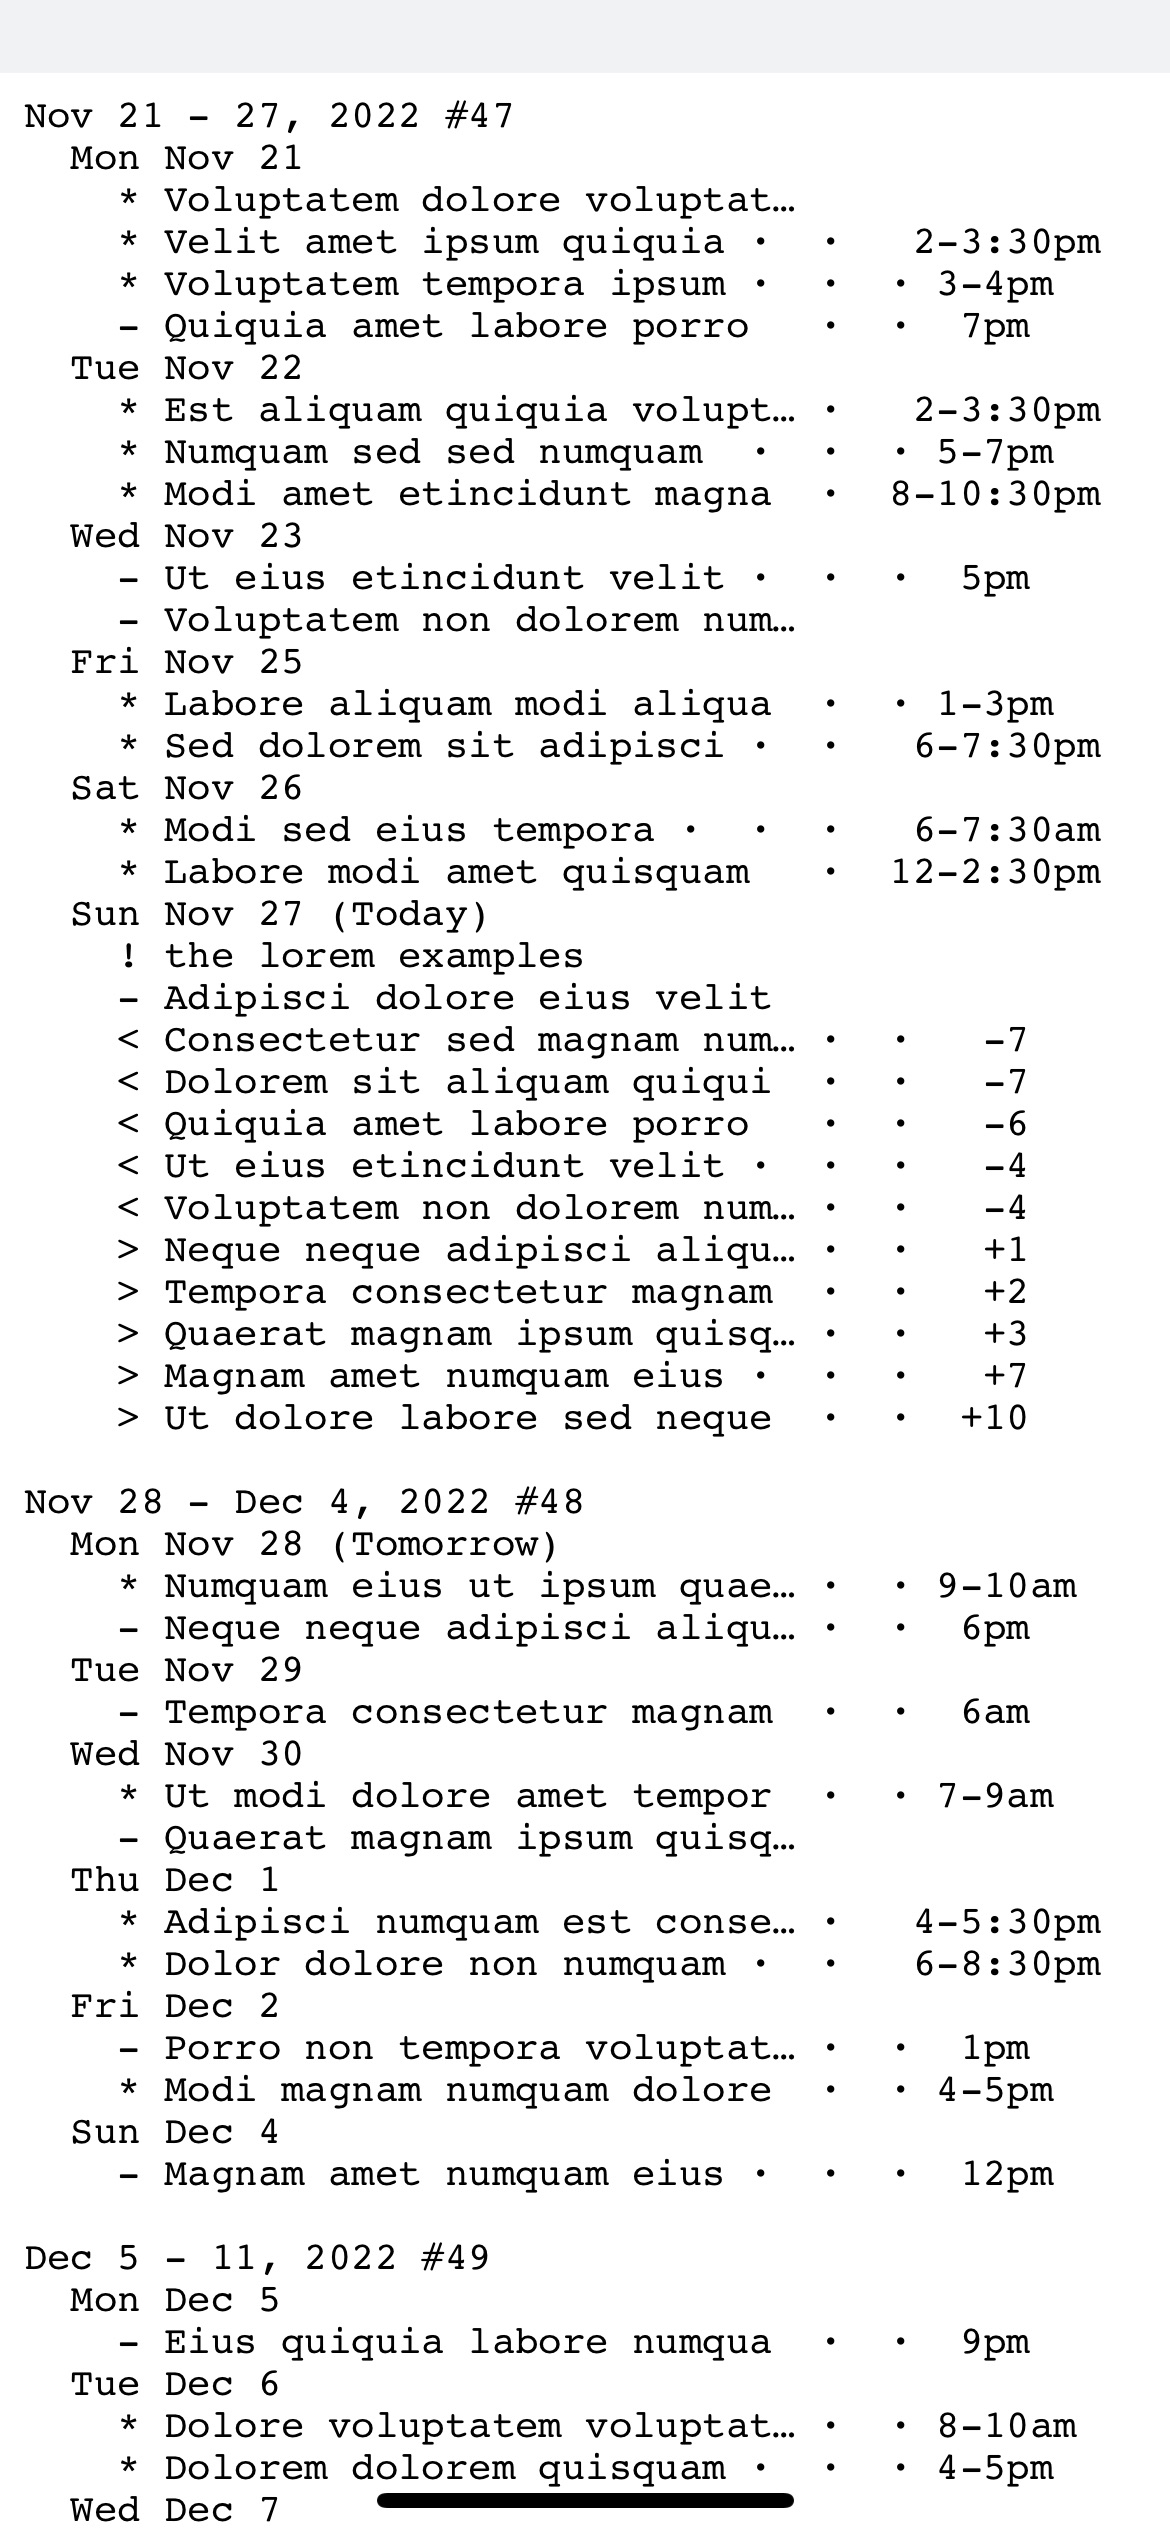 Nov 21 - 27, 2022 #47
Mon Nov 21
* Voluptatem dolore voluptat…
* Velit amet ipsum quiquia ·  ·   2-3:30pm
* Voluptatem tempora ipsum ·  ·  · 3-4pm
- Quiquia amet labore porro   ·  ·  7pm
Tue Nov 22
* Est aliquam quiquia volupt… ·   2-3:30pm
* Numquam sed sed numquam  ·  ·  · 5-7pm
* Modi amet etincidunt magna  ·  8-10:30pm
Wed Nov 23
- Ut eius etincidunt velit ·  ·  ·  5pm
- Voluptatem non dolorem num…
Fri Nov 25
* Labore aliquam modi aliqua  ·  · 1-3pm
* Sed dolorem sit adipisci ·  ·   6-7:30pm
Sat Nov 26
* Modi sed eius tempora ·  ·  ·   6-7:30am
* Labore modi amet quisquam   ·  12-2:30pm
Sun Nov 27 (Today)
! the lorem examples
- Adipisci dolore eius velit
< Consectetur sed magnam num… ·  ·   -7
< Dolorem sit aliquam quiqui  ·  ·   -7
< Quiquia amet labore porro   ·  ·   -6
< Ut eius etincidunt velit ·  ·  ·   -4
< Voluptatem non dolorem num… ·  ·   -4
> Neque neque adipisci aliqu… ·  ·   +1
> Tempora consectetur magnam  ·  ·   +2
> Quaerat magnam ipsum quisq… ·  ·   +3
> Magnam amet numquam eius ·  ·  ·   +7
> Ut dolore labore sed neque  ·  ·  +10
Nov 28 - Dec 4, 2022 #48
Mon Nov 28 (Tomorrow)
* Numquam eius ut ipsum quae… ·  · 9-10am
- Neque neque adipisci aliqu… ·  ·  6pm
Tue Nov 29
- Tempora consectetur magnam  ·  ·  6am
Wed Nov 30
* Ut modi dolore amet tempor  ·  · 7-9am
- Quaerat magnam ipsum quisq…
Thu Dec 1
* Adipisci numquam est conse… ·   4-5:30pm
* Dolor dolore non numquam ·  ·   6-8:30pm
Fri Dec 2
- Porro non tempora voluptat… ·  ·  1pm
* Modi magnam numquam dolore  ·  · 4-5pm
Sun Dec 4
- Magnam amet numquam eius ·  ·  ·  12pm
Dec 5 - 11, 2022 #49
Mon Dec 5
- Eius quiquia labore numqua  ·  ·  9pm
Tue Dec 6
* Dolore voluptatem voluptat… ·  · 8-10am
* Dolorem dolorem quisquam ·  ·  · 4-5pm
Wed Dec 7